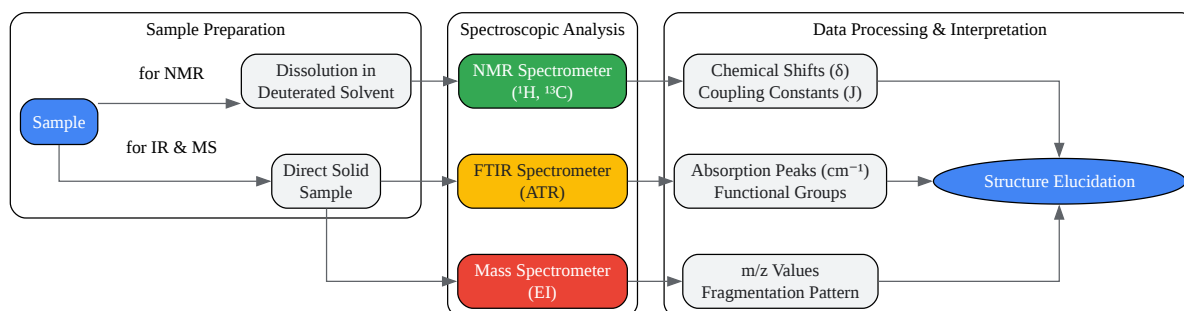 Sample Preparation
Spectroscopic Analysis
Data Processing & Interpretation
for NMR
Dissolution in
Deuterated Solvent
NMR Spectrometer
(¹H, ¹³C)
Chemical Shifts (δ)
Coupling Constants (J)
Sample
for IR & MS
Direct Solid
Sample
FTIR Spectrometer
(ATR)
Absorption Peaks (cm⁻¹)
Functional Groups
Structure Elucidation
Mass Spectrometer
(EI)
m/z Values
Fragmentation Pattern